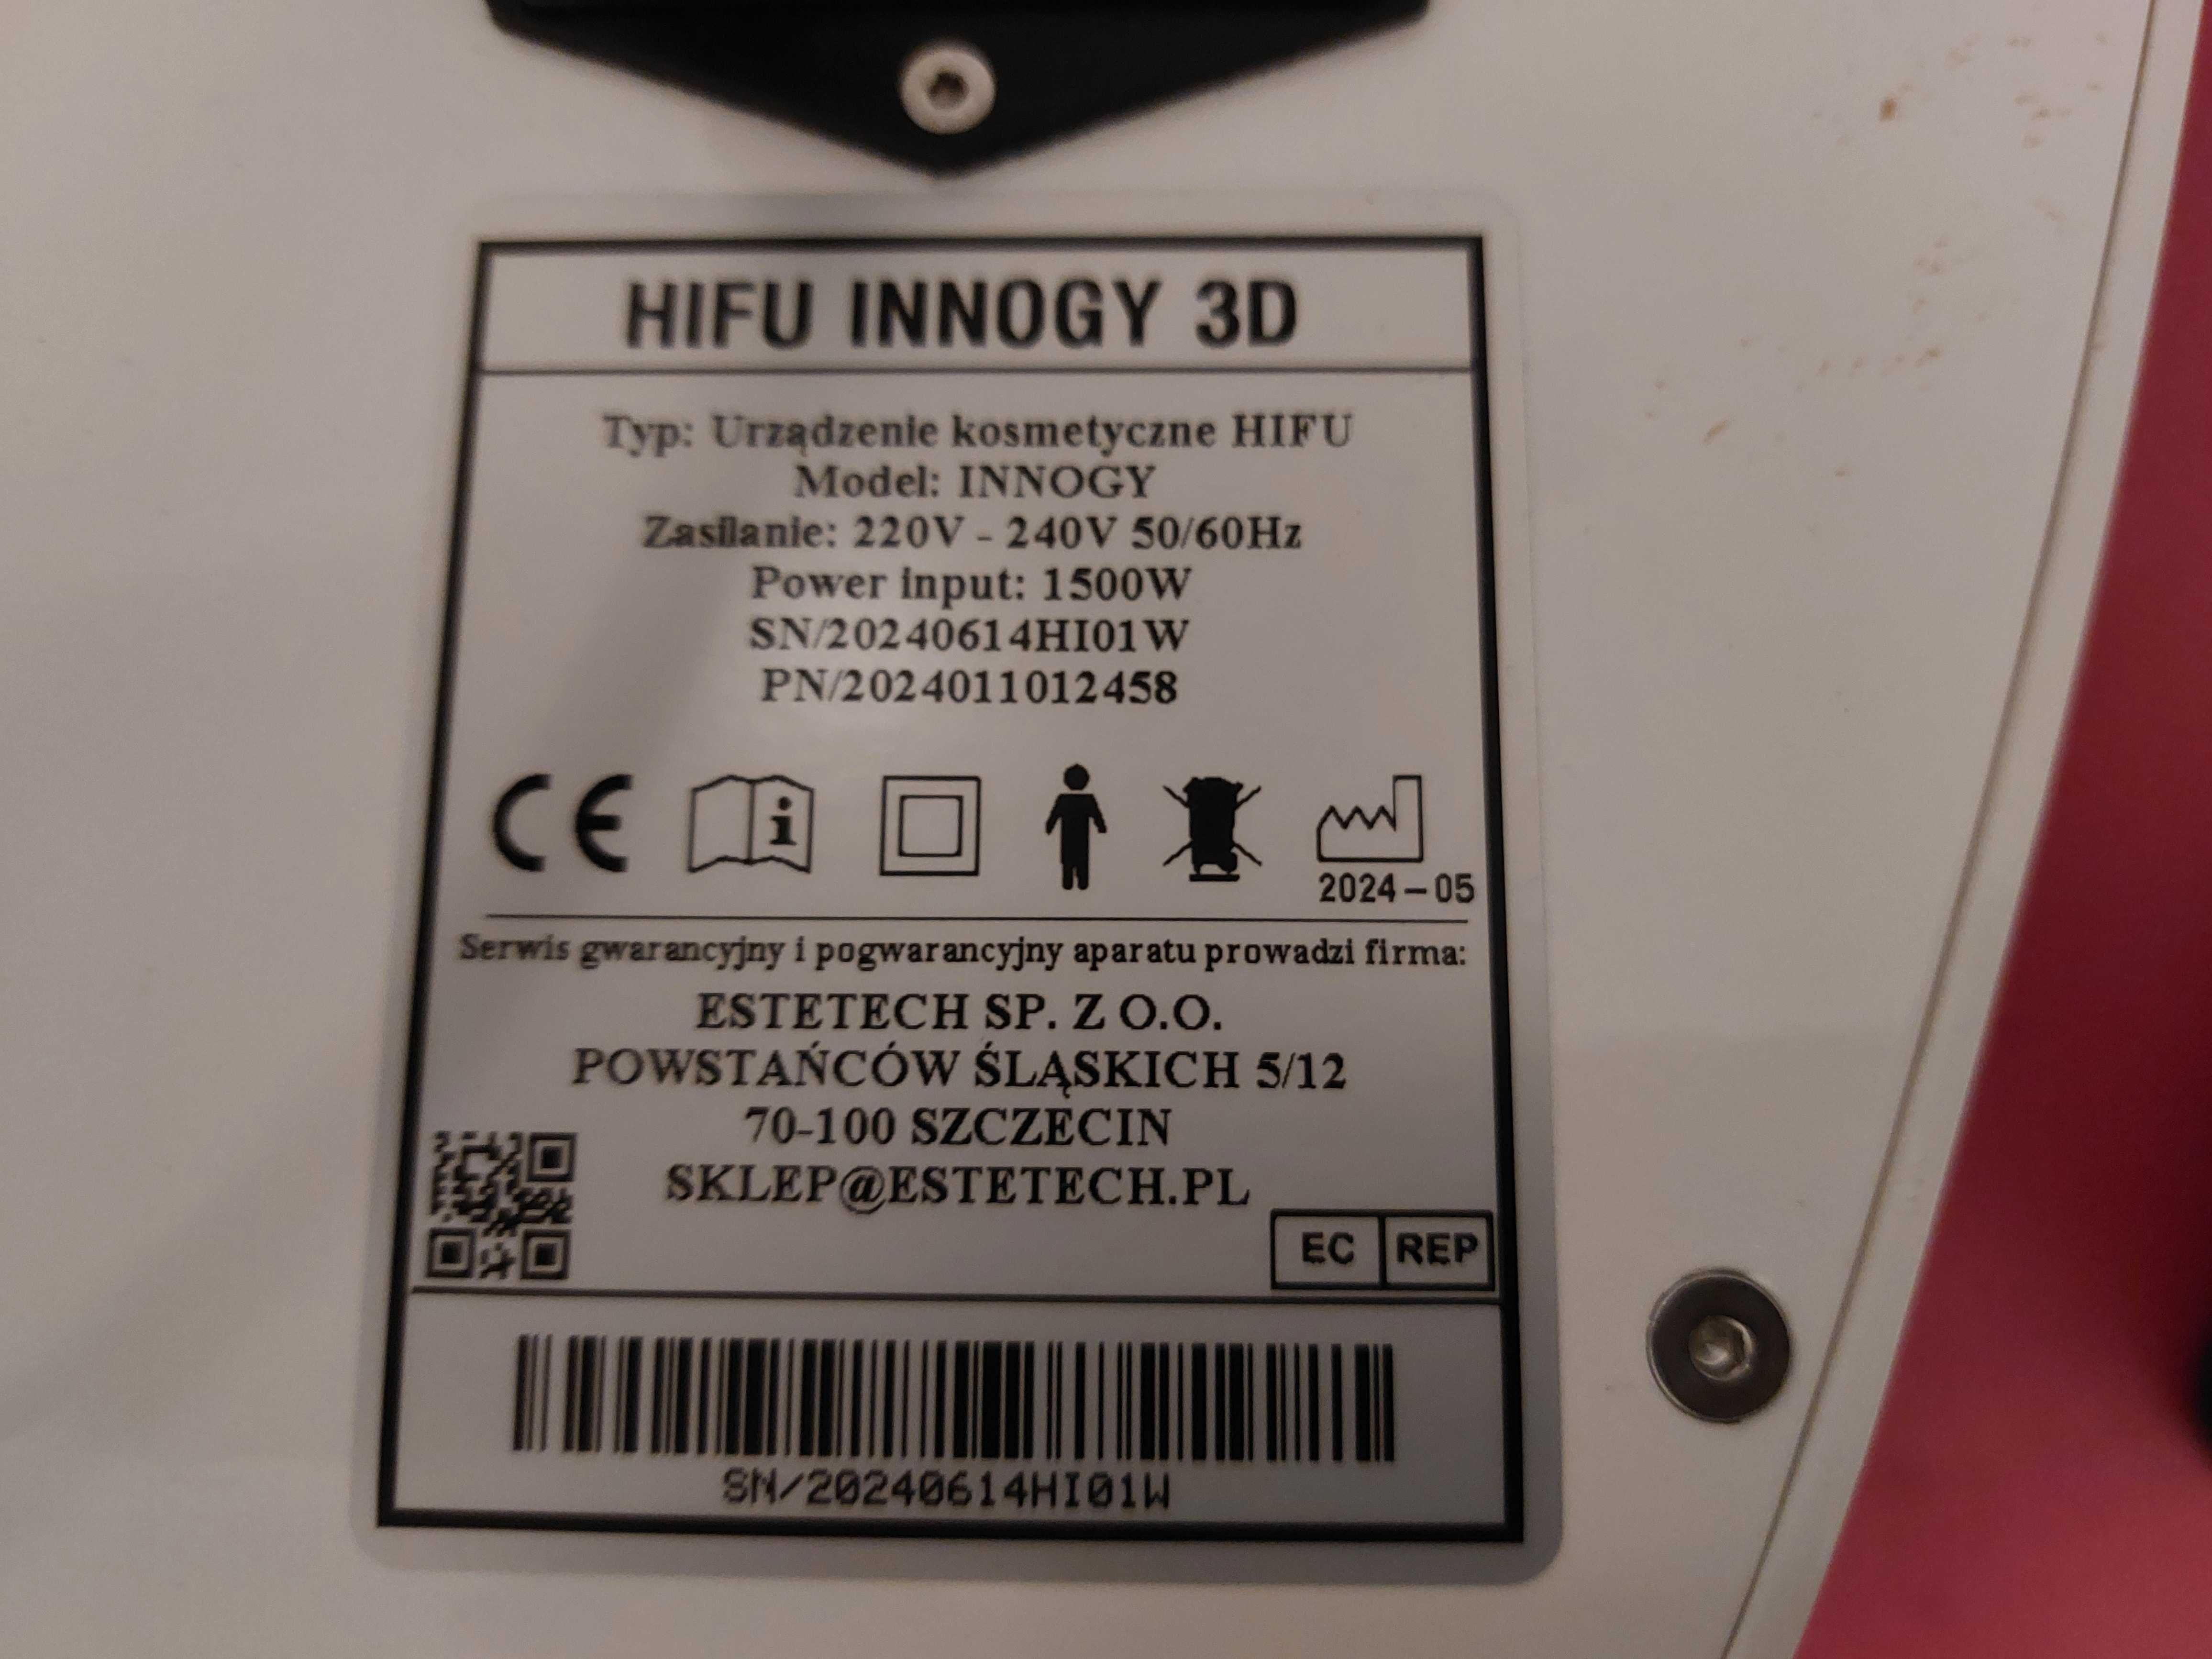 HIFU INNOGY 3D
Typ: Urządzenie kosmetyczne HIFU
Model: INNOGY
Zasilanie: 220V - 240V 50/60Hz
Power input: 1500W
SN/20240614HI01W
PN/2024011012458
CE
i
2024-05
Serwis gwarancyjny i pogwarancyjny aparatu prowadzi firma:
ESTETECH SP. Z O.O.
POWSTAŃCÓW ŚLĄSKICH 5/12
70-100 SZCZECIN
SKLEP@ESTETECH.PL
EC REP
SN/20240614HI01W